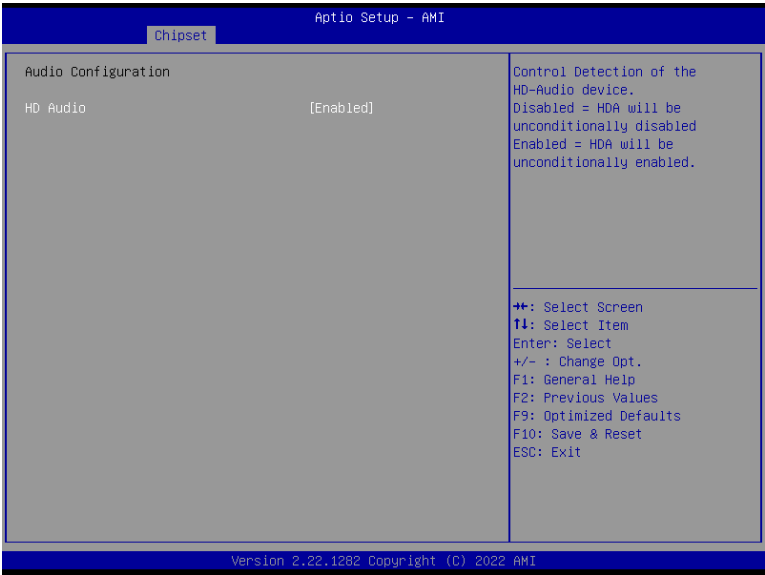 Aptio Setup – AMI
Chipset
Audio Configuration
HD Audio [Enabled]
Control Detection of the
HD-Audio device.
Disabled = HDA will be
unconditionally disabled
Enabled = HDA will be
unconditionally enabled.
→←: Select Screen
↑↓: Select Item
Enter: Select
+/- : Change Opt.
F1: General Help
F2: Previous Values
F9: Optimized Defaults
F10: Save & Reset
ESC: Exit
Version 2.22.1282 Copyright (C) 2022 AMI